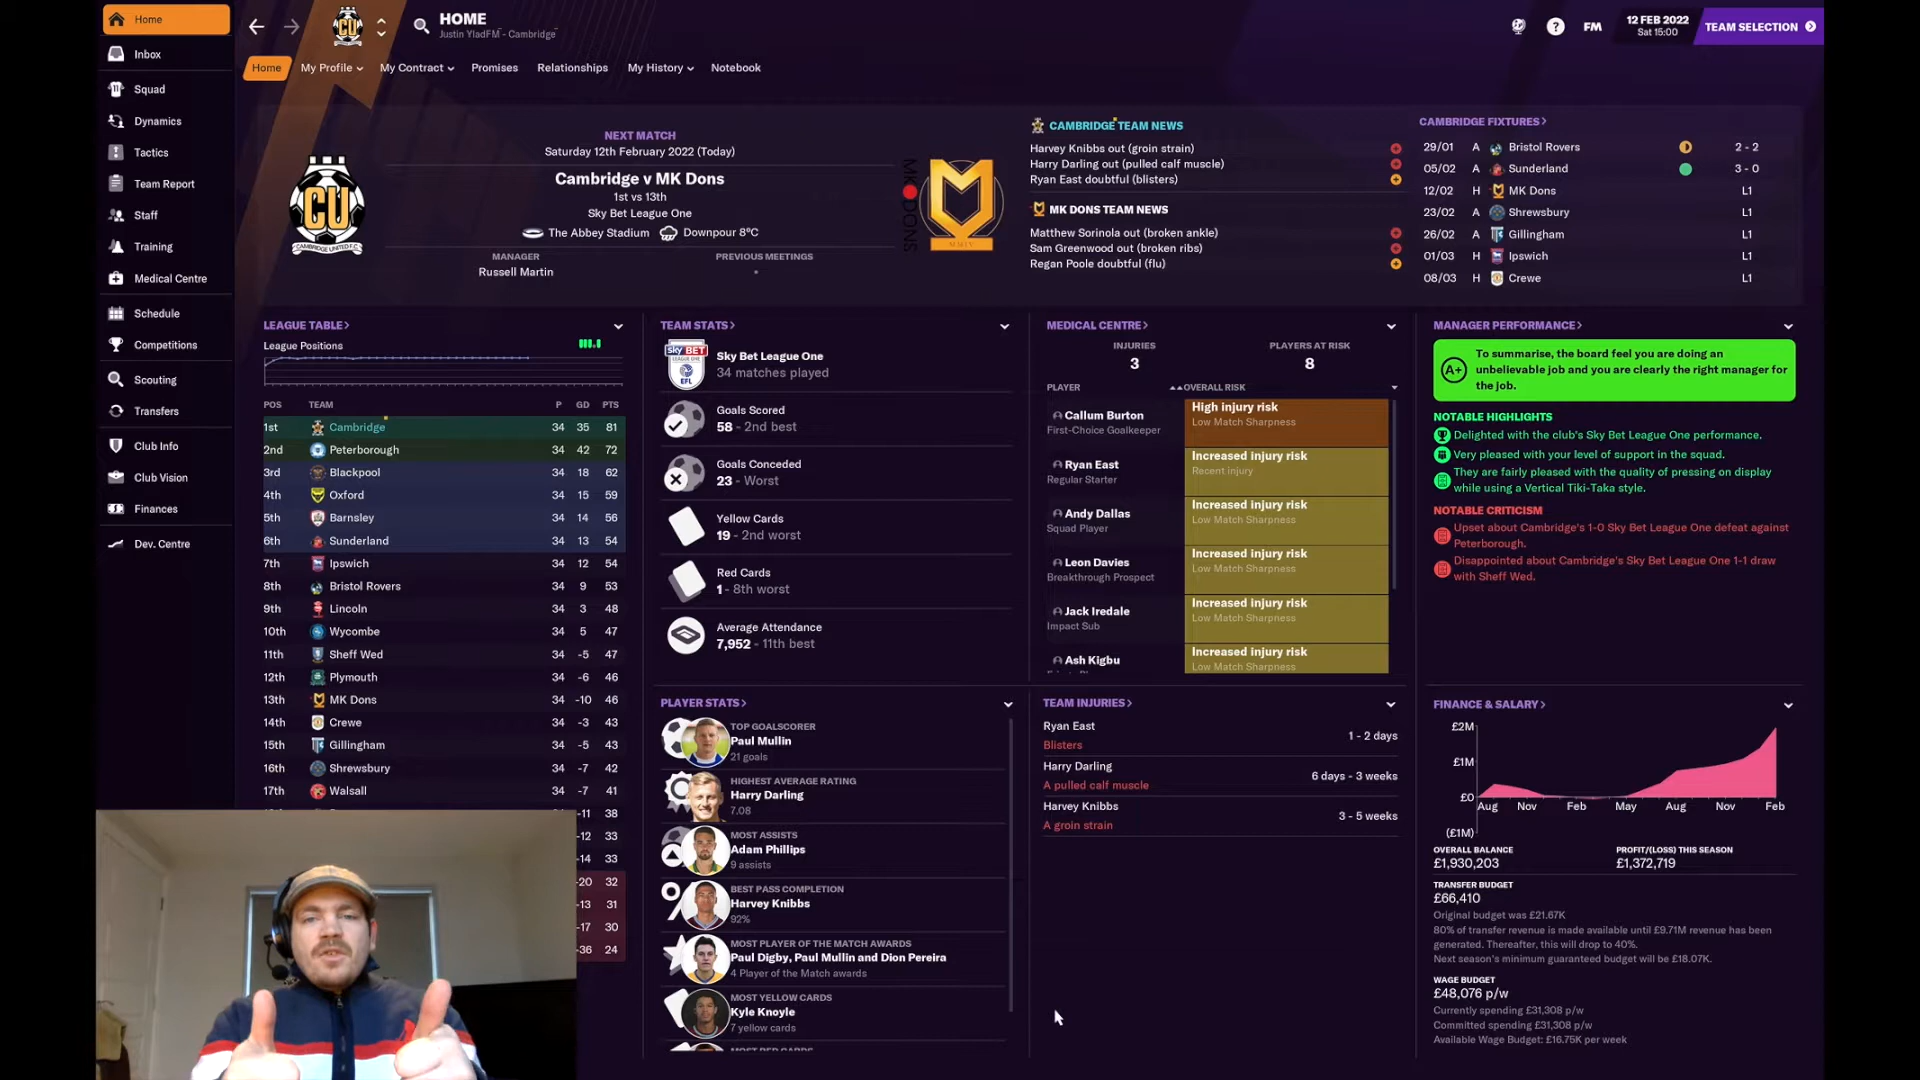 Home
Inbox
Squad
Dynamics
Tactics
Team Report
Staff
Training
Medical Centre
Schedule
Competitions
Scouting
Transfers
Club Info
Club Vision
Finances
Dev. Centre
CU
HOME
Justin YladFM - Cambridge
FM
12 FEB 2022
Sat 15:00
TEAM SELECTION
Home
My Profile
My Contract
Promises
Relationships
My History
Notebook
NEXT MATCH
Saturday 12th February 2022 (Today)
Cambridge v MK Dons
1st vs 13th
Sky Bet League One
The Abbey Stadium
Downpour 8°C
MANAGER
Russell Martin
PREVIOUS MEETINGS
CU
CAMBRIDGE UNITED F.C.
MK DONS
CAMBRIDGE TEAM NEWS
Harvey Knibbs out (groin strain)
Harry Darling out (pulled calf muscle)
Ryan East doubtful (blisters)
MK DONS TEAM NEWS
Matthew Sorinola out (broken ankle)
Sam Greenwood out (broken ribs)
Regan Poole doubtful (flu)
CAMBRIDGE FIXTURES
29/01 A Bristol Rovers 2 - 2
05/02 A Sunderland 3 - 0
12/02 H MK Dons L1
23/02 A Shrewsbury L1
26/02 A Gillingham L1
01/03 H Ipswich L1
08/03 H Crewe L1
LEAGUE TABLE
League Positions
POS TEAM P GD PTS
1st Cambridge 34 35 81
2nd Peterborough 34 42 72
3rd Blackpool 34 18 62
4th Oxford 34 15 59
5th Barnsley 34 14 56
6th Sunderland 34 13 54
7th Ipswich 34 12 54
8th Bristol Rovers 34 9 53
9th Lincoln 34 3 48
10th Wycombe 34 5 47
11th Sheff Wed 34 -5 47
12th Plymouth 34 -6 46
13th MK Dons 34 -10 46
14th Crewe 34 -3 43
15th Gillingham 34 -5 43
16th Shrewsbury 34 -7 42
17th Walsall 34 -7 41
-11 38
-12 33
-14 33
-20 32
-13 31
-17 30
-36 24
TEAM STATS
sky BET
EFL
Sky Bet League One
34 matches played
Goals Scored
58 - 2nd best
Goals Conceded
23 - Worst
Yellow Cards
19 - 2nd worst
Red Cards
1 - 8th worst
Average Attendance
7,952 - 11th best
PLAYER STATS
TOP GOALSCORER
Paul Mullin
21 goals
HIGHEST AVERAGE RATING
Harry Darling
7.08
MOST ASSISTS
Adam Phillips
9 assists
BEST PASS COMPLETION
Harvey Knibbs
92%
MOST PLAYER OF THE MATCH AWARDS
Paul Digby, Paul Mullin and Dion Pereira
4 Player of the Match awards
MOST YELLOW CARDS
Kyle Knoyle
7 yellow cards
MOST RED CARDS
MEDICAL CENTRE
INJURIES
3
PLAYERS AT RISK
8
PLAYER OVERALL RISK
Callum Burton
First-Choice Goalkeeper
High injury risk
Low Match Sharpness
Ryan East
Regular Starter
Increased injury risk
Recent injury
Andy Dallas
Squad Player
Increased injury risk
Low Match Sharpness
Leon Davies
Breakthrough Prospect
Increased injury risk
Low Match Sharpness
Jack Iredale
Impact Sub
Increased injury risk
Low Match Sharpness
Ash Kigbu
Increased injury risk
Low Match Sharpness
TEAM INJURIES
Ryan East
Blisters
1 - 2 days
Harry Darling
A pulled calf muscle
6 days - 3 weeks
Harvey Knibbs
A groin strain
3 - 5 weeks
MANAGER PERFORMANCE
A+
To summarise, the board feel you are doing an
unbelievable job and you are clearly the right manager for
the job.
NOTABLE HIGHLIGHTS
Delighted with the club's Sky Bet League One performance.
Very pleased with your level of support in the squad.
They are fairly pleased with the quality of pressing on display
while using a Vertical Tiki-Taka style.
NOTABLE CRITICISM
Upset about Cambridge's 1-0 Sky Bet League One defeat against
Peterborough.
Disappointed about Cambridge's Sky Bet League One 1-1 draw
with Sheff Wed.
FINANCE & SALARY
£2M
£1M
£0
(£1M)
Aug Nov Feb May Aug Nov Feb
OVERALL BALANCE
£1,930,203
PROFIT/(LOSS) THIS SEASON
£1,372,719
TRANSFER BUDGET
£66,410
Original budget was £21.67K
80% of transfer revenue is made available until £9.71M revenue has been
generated. Thereafter, this will drop to 40%.
Next season's minimum guaranteed budget will be £18.07K.
WAGE BUDGET
£48,076 p/w
Currently spending £31,308 p/w
Committed spending £31,308 p/w
Available Wage Budget: £16.75K per week